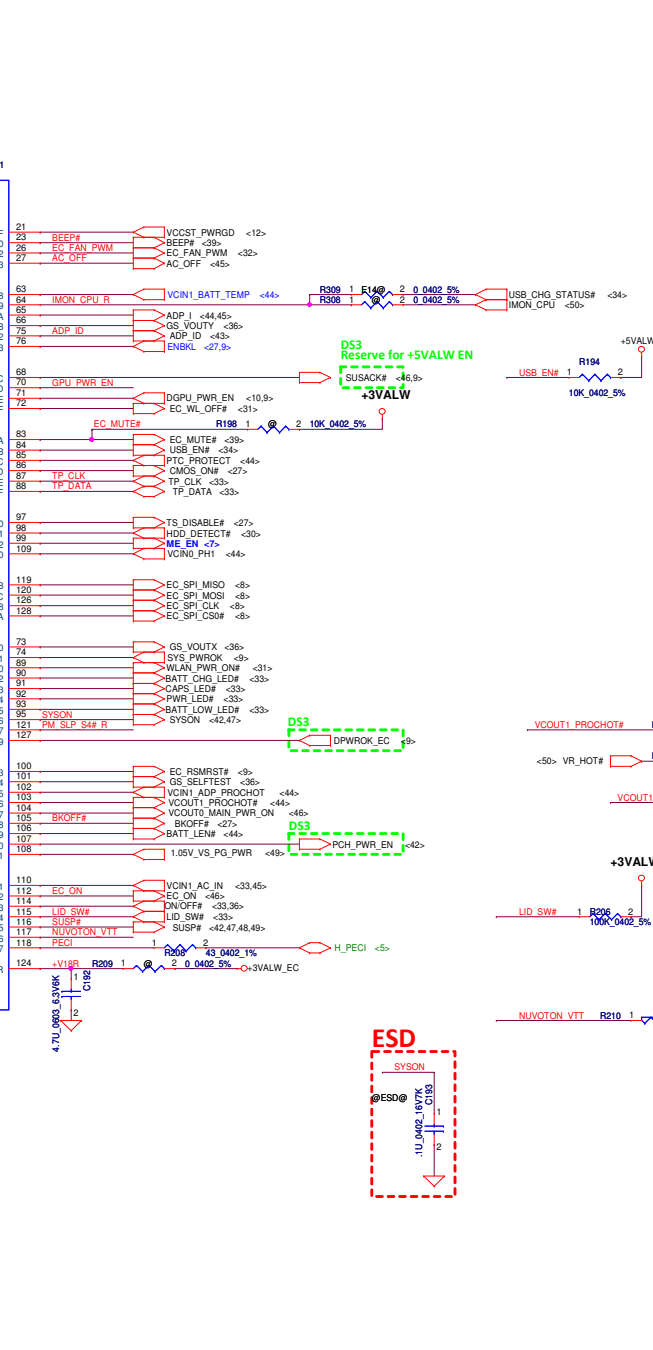 21 VCCST_PWRGD <12>
23 BEEP# BEEP# <39>
26 EC_FAN_PWM EC_FAN_PWM <32>
27 AC_OFF AC_OFF <45>
63 VCIN1_BATT_TEMP <44> R309 1 E14@ 2 0_0402_5% USB_CHG_STATUS# <34>
64 IMON_CPU_R R308 1 @ 2 0_0402_5% IMON_CPU <50>
65 ADP_I <44,45>
66 GS_VOUTY <36>
75 ADP_ID ADP_ID <43>
76 ENBKL <27,9>
DS3
Reserve for +5VALW EN
+5VALW
68 SUSACK# <46,9>
USB_EN# R194 1 2 10K_0402_5%
70 GPU_PWR_EN
71 DGPU_PWR_EN <10,9>
72 EC_WL_OFF# <31>
+3VALW
EC_MUTE# R198 1 @ 2 10K_0402_5%
83 EC_MUTE# <39>
84 USB_EN# <34>
85 PTC_PROTECT <44>
86 CMOS_ON# <27>
87 TP_CLK TP_CLK <33>
88 TP_DATA TP_DATA <33>
97 TS_DISABLE# <27>
98 HDD_DETECT# <30>
99 ME_EN <7>
109 VCIN0_PH1 <44>
119 EC_SPI_MISO <8>
120 EC_SPI_MOSI <8>
126 EC_SPI_CLK <8>
128 EC_SPI_CS0# <8>
73 GS_VOUTX <36>
74 SYS_PWROK <9>
89 WLAN_PWR_ON# <31>
90 BATT_CHG_LED# <33>
91 CAPS_LED# <33>
92 PWR_LED# <33>
93 BATT_LOW_LED# <33>
95 SYSON SYSON <42,47>
121 PM_SLP_S4#_R
VCOUT1_PROCHOT#
DS3
127 DPWROK_EC <9>
<50> VR_HOT#
100 EC_RSMRST# <9>
101 GS_SELFTEST <36>
102 VCIN1_ADP_PROCHOT <44>
103 VCOUT1_PROCHOT# <44>
VCOUT1
104 VCOUT0_MAIN_PWR_ON <46>
105 BKOFF# BKOFF# <27>
106 BATT_LEN# <44>
DS3
107 PCH_PWR_EN <42>
108 1.05V_VS_PG_PWR <49>
+3VALW
110 VCIN1_AC_IN <33,45>
112 EC_ON EC_ON <46>
114 ON/OFF# <33,36>
115 LID_SW# LID_SW# <33>
116 SUSP# SUSP# <42,47,48,49>
LID_SW# R206 1 2 100K_0402_5%
117 NUVOTON_VTT
118 PECI 1 R208 2 43_0402_1% H_PECI <5>
124 +V18R R209 1 @ 2 0_0402_5% +3VALW_EC
1 2 C192
4.7U_0603_6.3V6K
NUVOTON_VTT R210 1
ESD
SYSON
@ESD@
1 2 C193
.1U_0402_16V7K